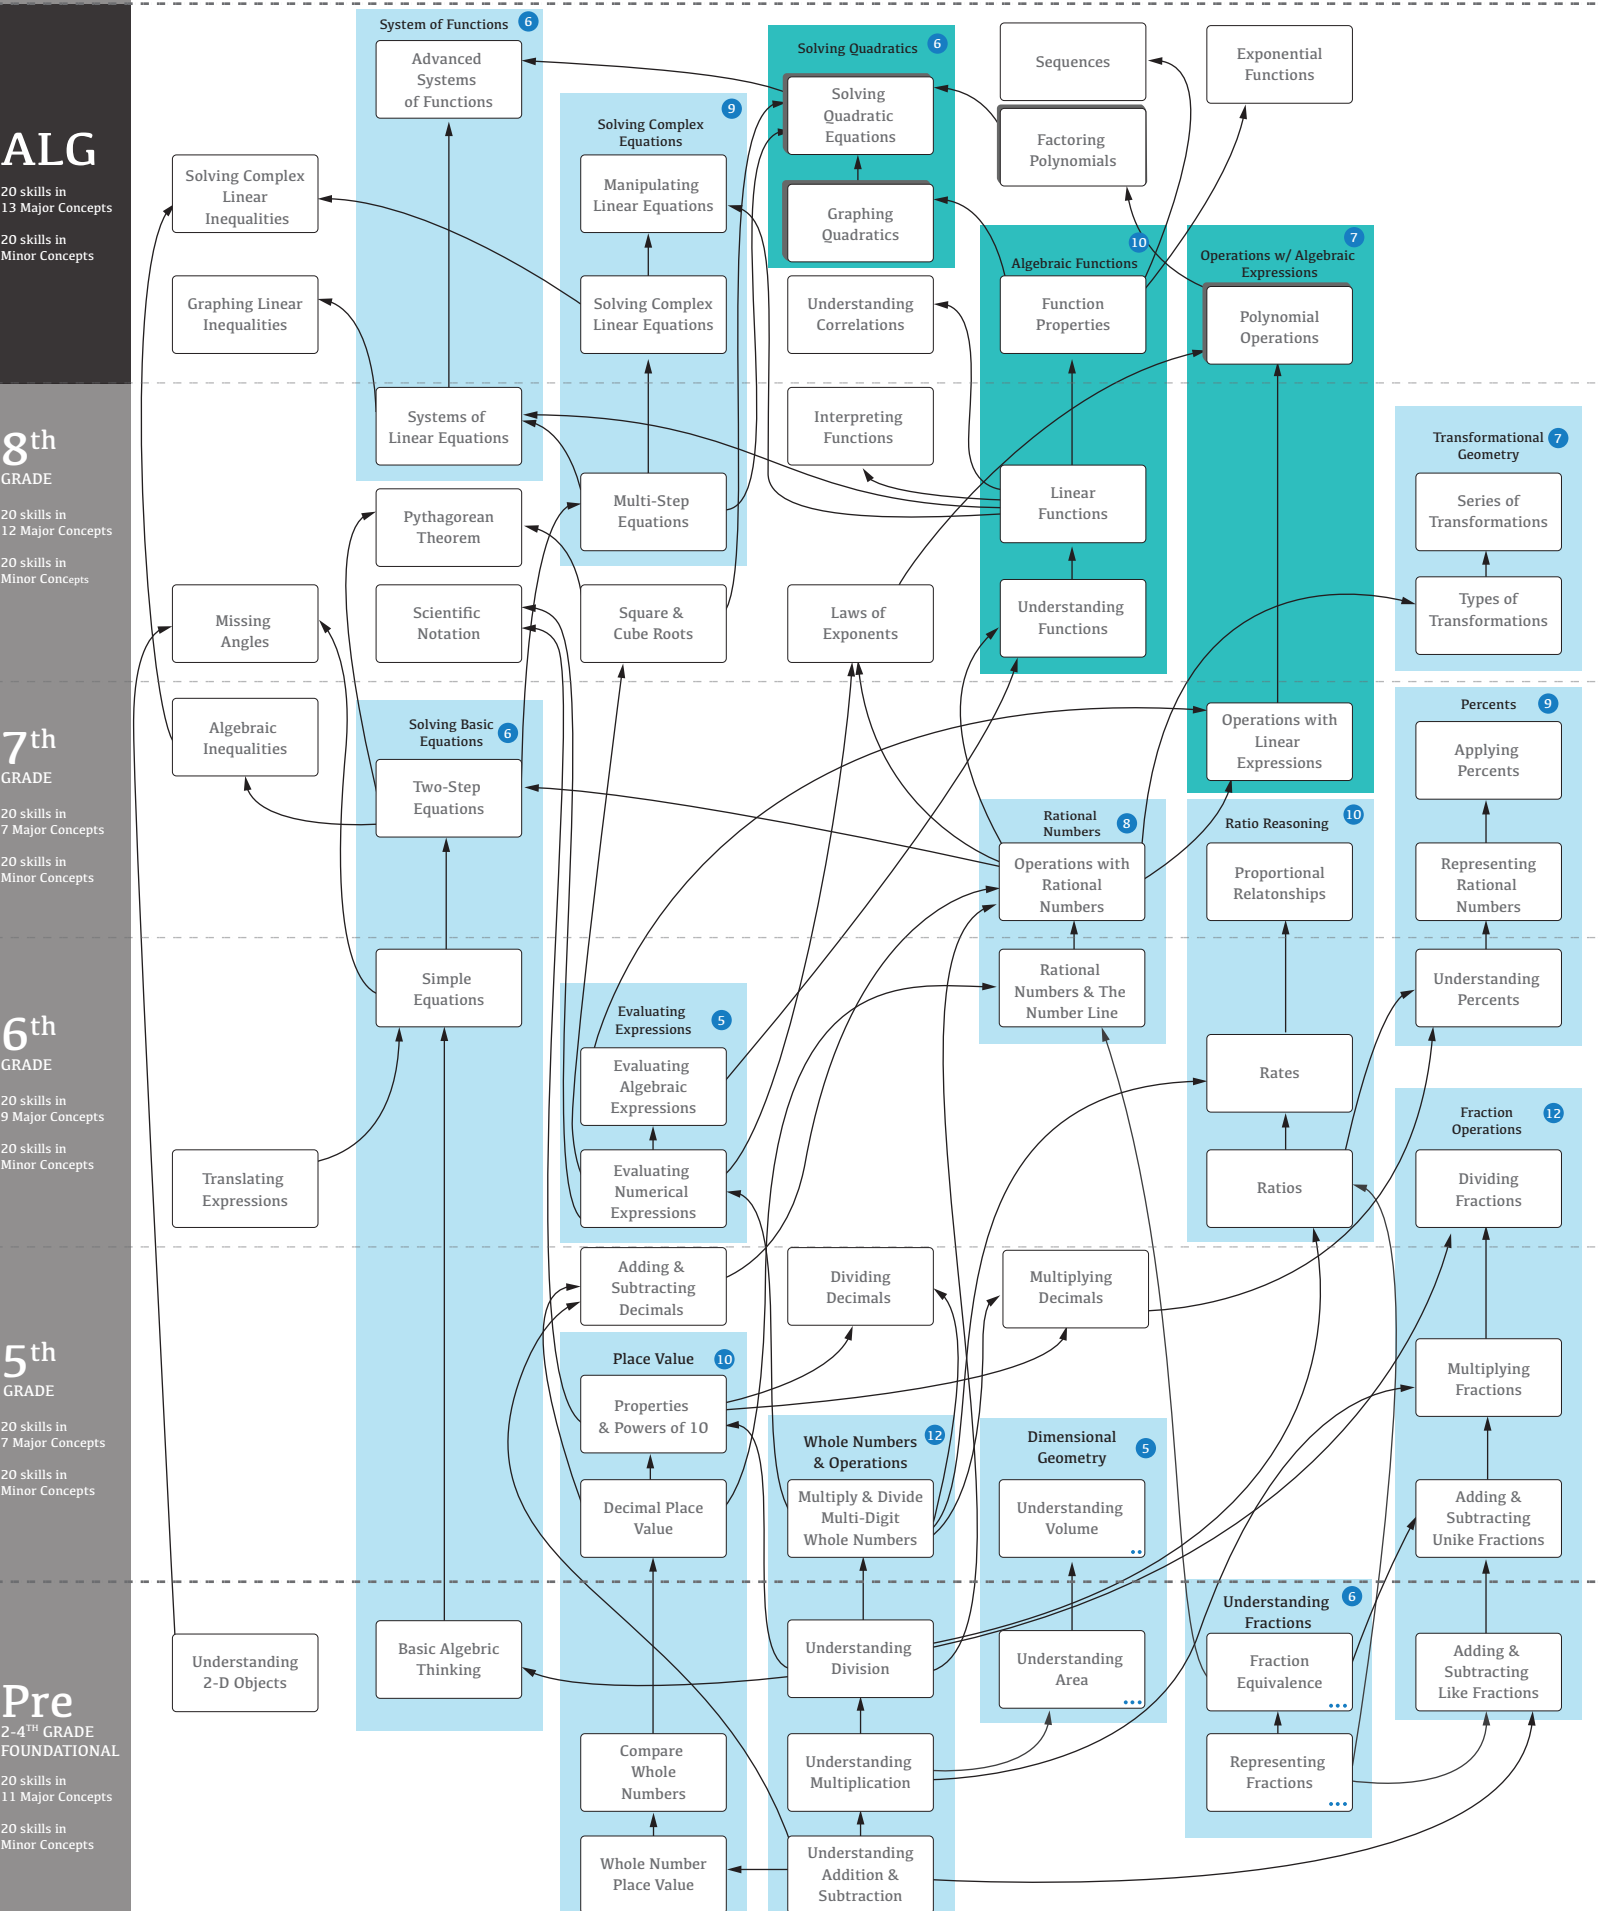 System of Functions 6
Advanced
Systems
of Functions
Solving Quadratics 6
Solving
Quadratic
Equations
Graphing
Quadratics
Sequences
Exponential
Functions
Factoring
Polynomials
ALG
20 skills in
13 Major Concepts
20 skills in
Minor Concepts
Solving Complex
Linear
Inequalities
Graphing Linear
Inequalities
9
Solving Complex
Equations
Manipulating
Linear Equations
Solving Complex
Linear Equations
Understanding
Correlations
10
Algebraic Functions
Function
Properties
7
Operations w/ Algebraic
Expressions
Polynomial
Operations
8th
GRADE
20 skills in
12 Major Concepts
20 skills in
Minor Concepts
Systems of
Linear Equations
Pythagorean
Theorem
Multi-Step
Equations
Interpreting
Functions
Linear
Functions
Transformational 7
Geometry
Series of
Transformations
Types of
Transformations
Missing
Angles
Scientific
Notation
Square &
Cube Roots
Laws of
Exponents
Understanding
Functions
7th
GRADE
20 skills in
7 Major Concepts
20 skills in
Minor Concepts
Algebraic
Inequalities
Solving Basic
Equations 6
Two-Step
Equations
Operations with
Linear
Expressions
Percents 9
Applying
Percents
Rational
Numbers 8
Operations with
Rational
Numbers
Ratio Reasoning 10
Proportional
Relatonships
Representing
Rational
Numbers
6th
GRADE
20 skills in
9 Major Concepts
20 skills in
Minor Concepts
Simple
Equations
Rational
Numbers & The
Number Line
Understanding
Percents
Evaluating
Expressions 5
Evaluating
Algebraic
Expressions
Rates
Translating
Expressions
Evaluating
Numerical
Expressions
Ratios
Fraction 12
Operations
Dividing
Fractions
5th
GRADE
20 skills in
7 Major Concepts
20 skills in
Minor Concepts
Adding &
Subtracting
Decimals
Dividing
Decimals
Multiplying
Decimals
Place Value 10
Properties
& Powers of 10
Multiplying
Fractions
Whole Numbers 12
& Operations
Dimensional
Geometry 5
Decimal Place
Value
Multiply & Divide
Multi-Digit
Whole Numbers
Understanding
Volume
Adding &
Subtracting
Unike Fractions
Pre
2-4TH GRADE
FOUNDATIONAL
20 skills in
11 Major Concepts
20 skills in
Minor Concepts
Understanding
2-D Objects
Basic Algebric
Thinking
Understanding
Division
Understanding
Area
6
Understanding
Fractions
Fraction
Equivalence
Adding &
Subtracting
Like Fractions
Compare
Whole
Numbers
Understanding
Multiplication
Representing
Fractions
Whole Number
Place Value
Understanding
Addition &
Subtraction